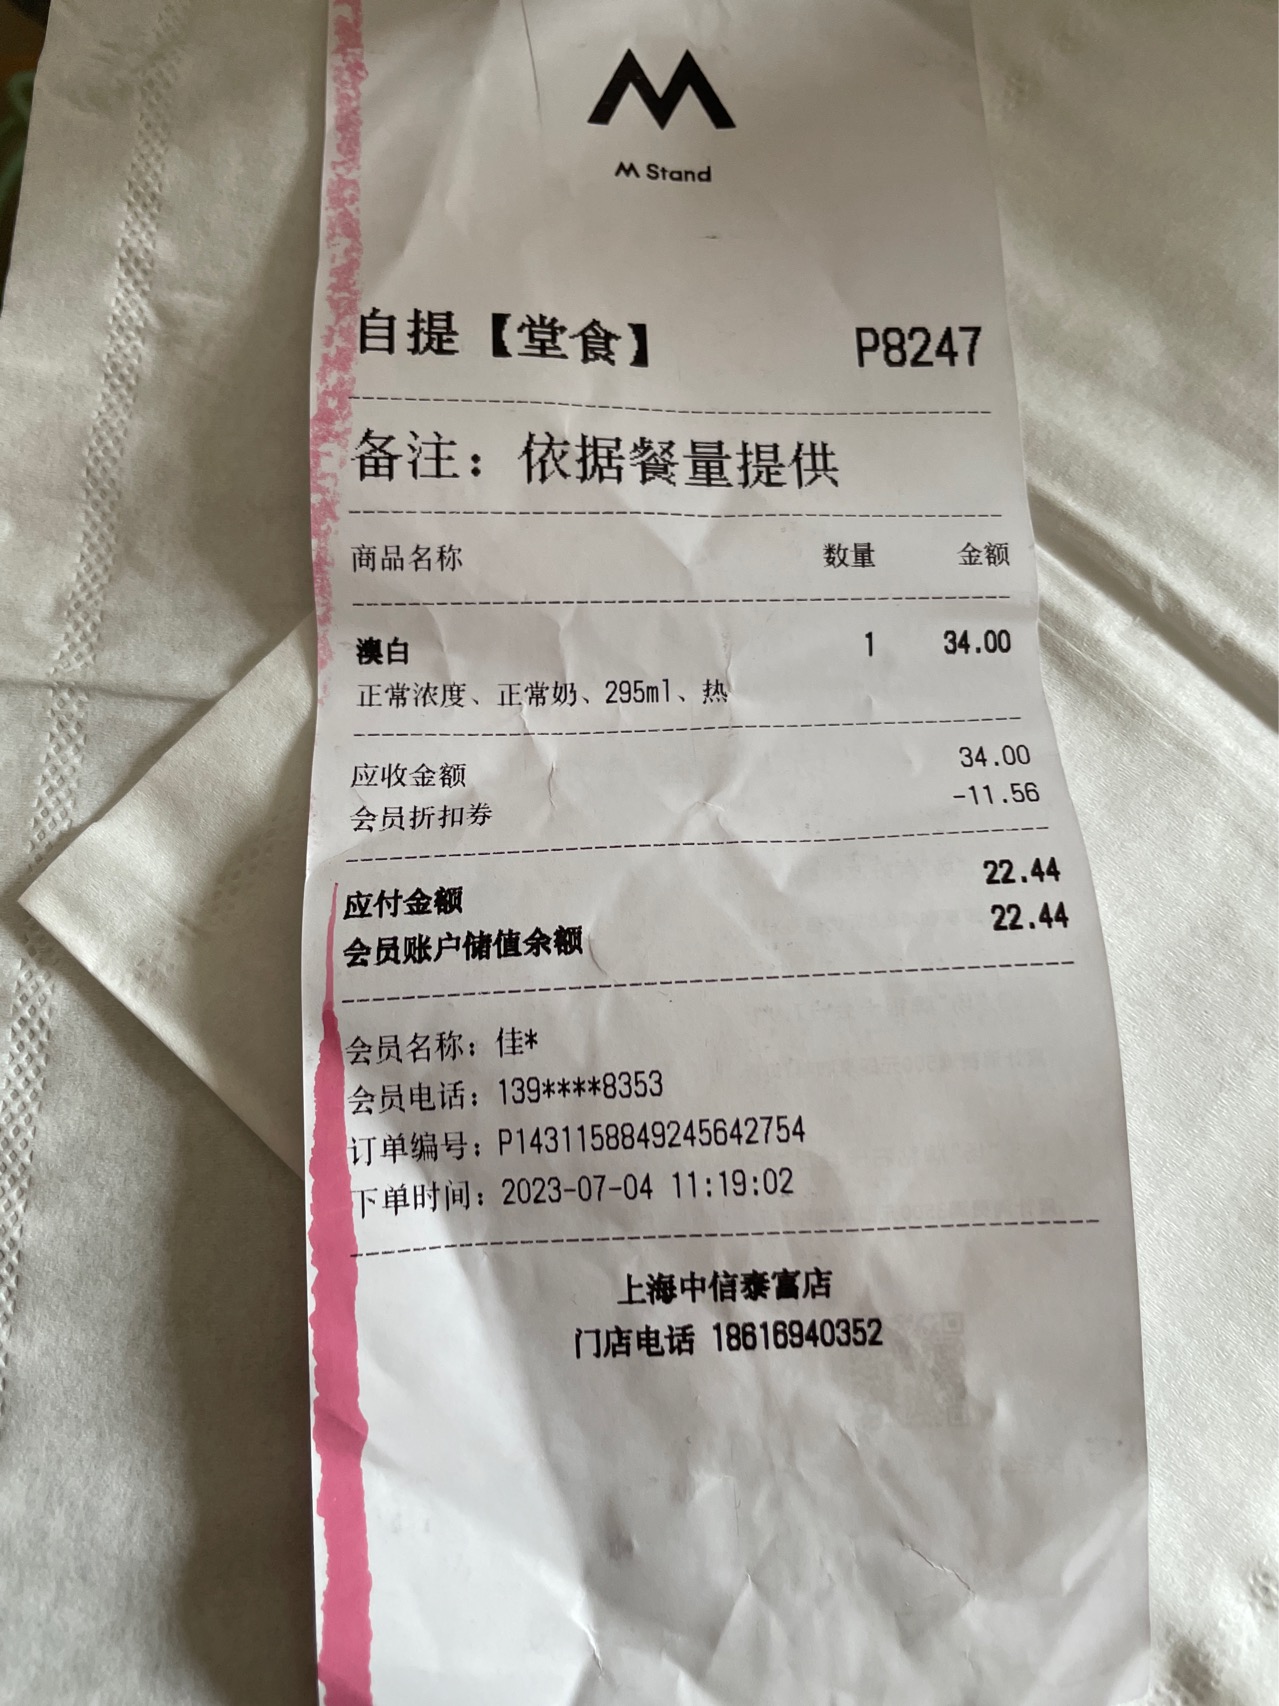 M Stand
自提【堂食】 P8247
备注：依据餐量提供
商品名称 数量 金额
澳白 1 34.00
正常浓度、正常奶、295ml、热
应收金额 34.00
会员折扣券 -11.56
应付金额 22.44
会员账户储值余额 22.44
会员名称：佳*
会员电话：139****8353
订单编号：P1431158849245642754
下单时间：2023-07-04 11:19:02
上海中信泰富店
门店电话 18616940352